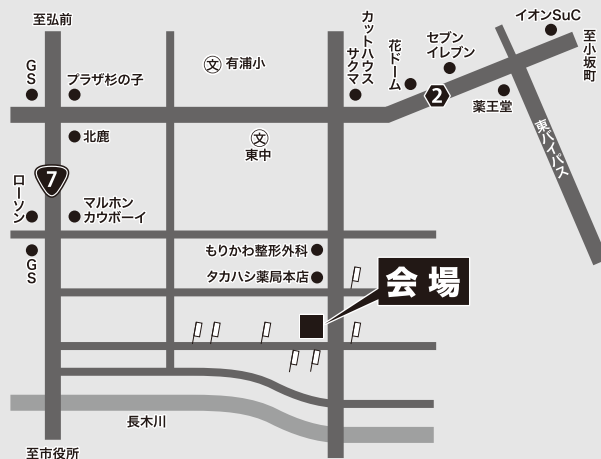 至弘前
GS
プラザ杉の子
文
有浦小
カットハウス
サクマ
花ドーム
セブン
イレブン
イオンSuC
至小坂町
2
薬王堂
北鹿
文
東中
東バイパス
7
ローソン
マルホン
カウボーイ
GS
もりかわ整形外科
タカハシ薬局本店
会場
長木川
至市役所